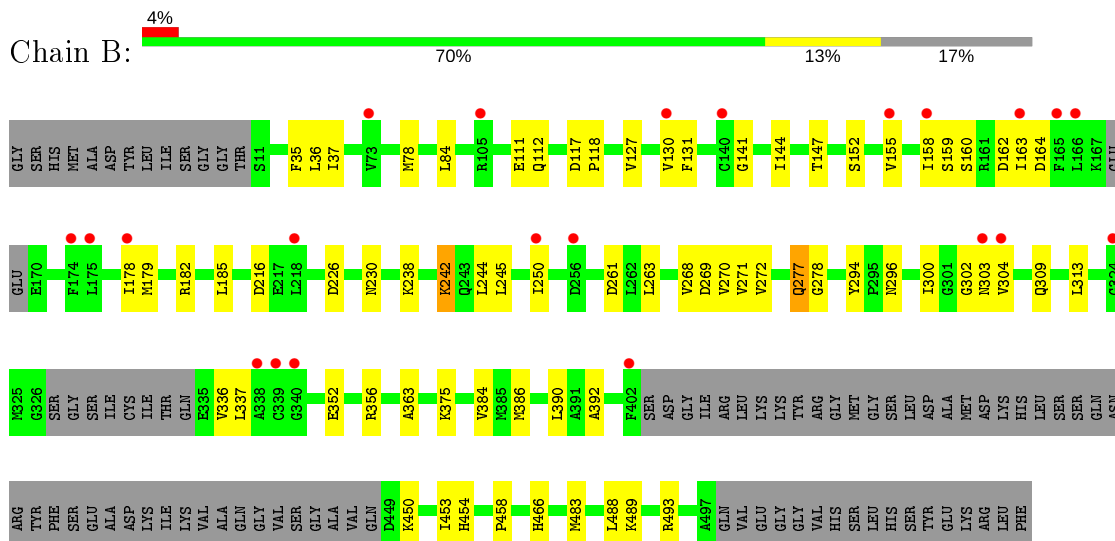 4%
Chain B:
70% 13% 17%
GLY SER HIS MET ALA ASP TYR LEU ILE SER GLY GLY THR S11 F35 L36 I37 V73 M78 L84 R105 E111 Q112 D117 P118 V127 V130 F131 C140 G141 I144 T147 S152 V155 I158 S159 S160 R161 D162 I163 D164 F165 L166 K167 GLU
GLU E170 F174 L175 I178 M179 R182 L185 D216 E217 L218 D226 N230 K238 K242 Q243 L244 L245 I250 D256 D261 L262 L263 V268 D269 V270 V271 V272 Q277 G278 Y294 P295 N296 I300 G301 G302 N303 V304 Q309 L313 G324
M325 G326 SER GLY SER ILE CYS ILE THR GLN E335 V336 L337 A338 C339 G340 E352 R356 A363 K375 V384 M385 M386 L390 A391 A392 F402 SER ASP GLY ILE ARG LEU LYS LYS TYR ARG GLY MET GLY SER LEU ASP ALA MET ASP LYS HIS LEU SER SER GLN ASN
ARG TYR PHE SER GLU ALA ASP LYS ILE LYS VAL ALA GLN GLY VAL SER GLY ALA VAL GLN D449 K450 I453 H454 P458 H466 M483 L488 K489 R493 A497 GLN VAL GLU GLY GLY VAL HIS SER LEU HIS SER TYR GLU LYS ARG LEU PHE